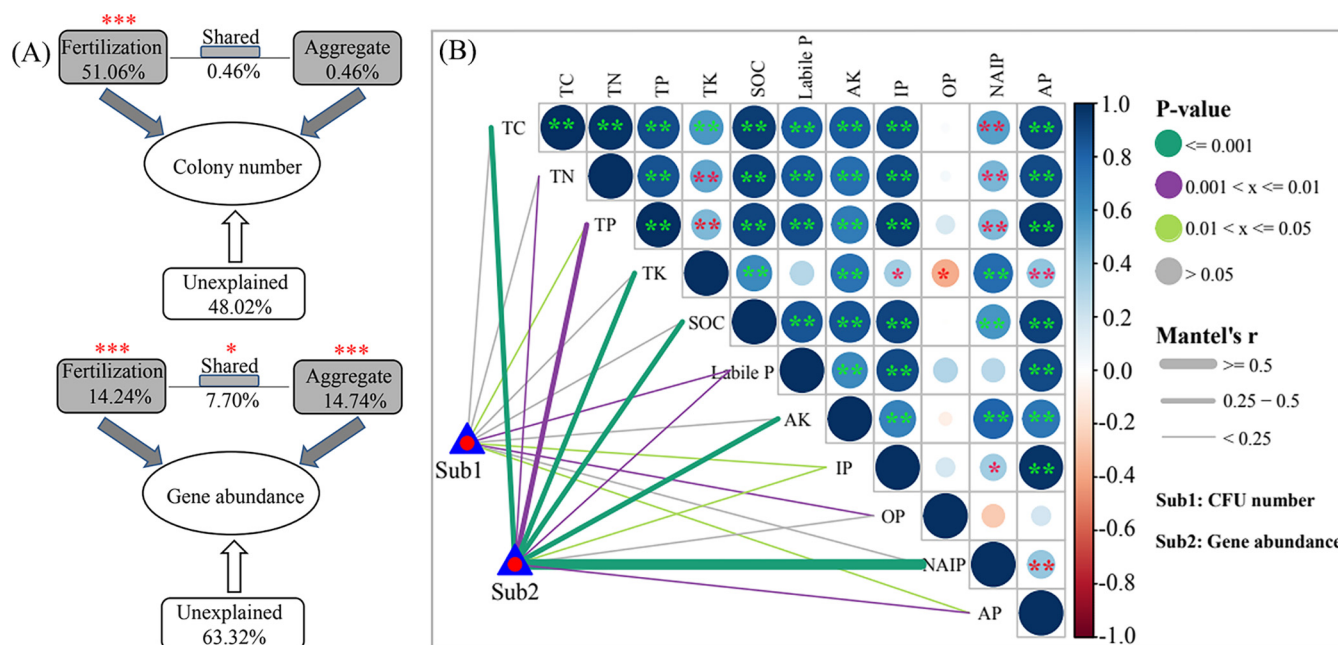 (A)
***
Fertilization
51.06%
Shared
0.46%
Aggregate
0.46%
Colony number
Unexplained
48.02%
***
Fertilization
14.24%
*
Shared
7.70%
***
Aggregate
14.74%
Gene abundance
Unexplained
63.32%
(B)
TC TN TP TK SOC Labile P AK IP OP NAIP AP
TC ** ** ** ** ** ** ** ** ** **
TN ** ** ** ** ** ** ** **
TP ** ** ** ** ** ** ** **
TK ** ** * * ** **
SOC ** ** ** ** **
Labile P ** ** **
AK ** ** **
IP * **
OP
NAIP **
AP
Sub1
Sub2
1.0
0.8
0.6
0.4
0.2
0.0
-0.2
-0.4
-0.6
-0.8
-1.0
P-value
<= 0.001
0.001 < x <= 0.01
0.01 < x <= 0.05
> 0.05
Mantel's r
>= 0.5
0.25 – 0.5
< 0.25
Sub1: CFU number
Sub2: Gene abundance